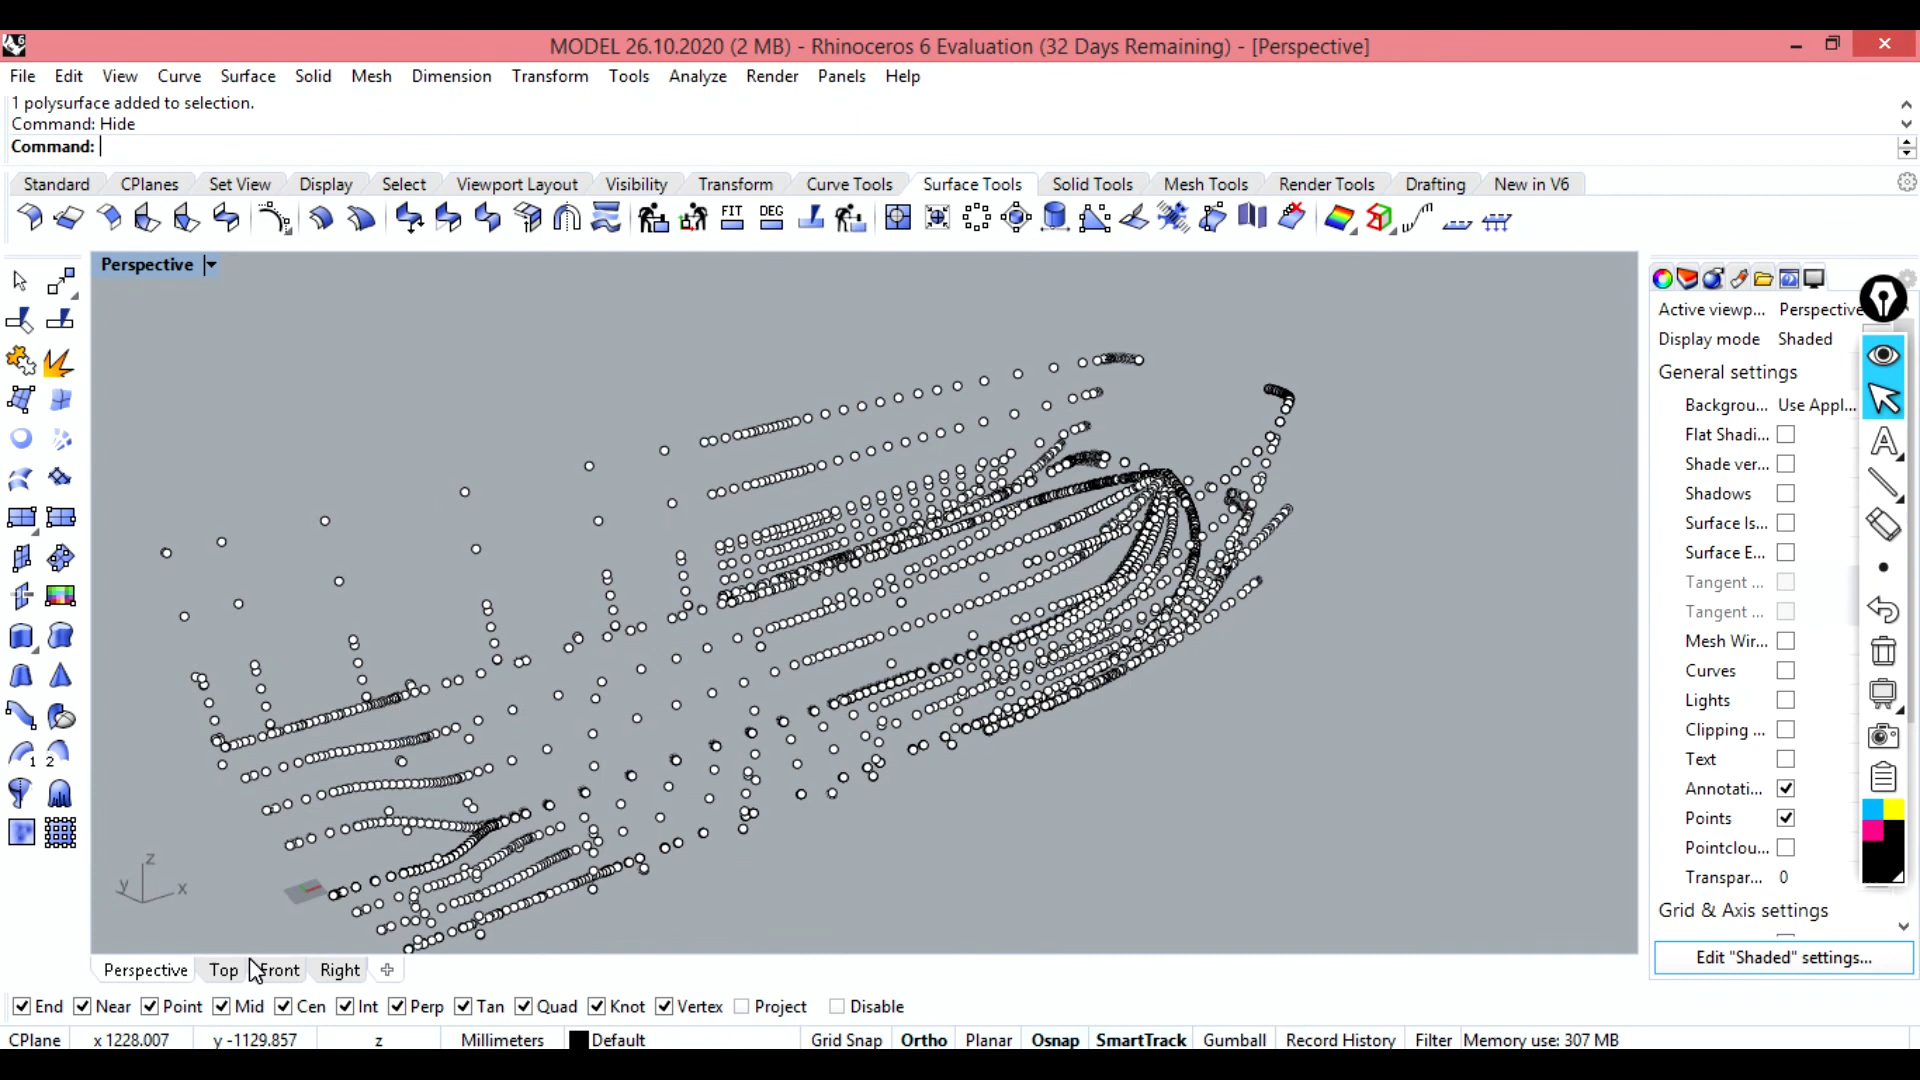 6
MODEL 26.10.2020 (2 MB) - Rhinoceros 6 Evaluation (32 Days Remaining) - [Perspective]
File Edit View Curve Surface Solid Mesh Dimension Transform Tools Analyze Render Panels Help
1 polysurface added to selection.
Command: Hide
Command:
Standard CPlanes Set View Display Select Viewport Layout Visibility Transform Curve Tools Surface Tools Solid Tools Mesh Tools Render Tools Drafting New in V6
FIT DEG
Perspective
Active viewp... Perspective
Display mode Shaded
General settings
Backgrou... Use Appl...
Flat Shadi...
Shade ver...
Shadows
Surface Is...
Surface E...
Tangent ...
Tangent ...
Mesh Wir...
Curves
Lights
Clipping ...
Text
Annotati...
Points
Pointclou...
Transpar... 0
Grid & Axis settings
Edit "Shaded" settings...
A
1 2
z
y x
Perspective Top Front Right
End Near Point Mid Cen Int Perp Tan Quad Knot Vertex Project Disable
CPlane x 1228.007 y -1129.857 z Millimeters Default Grid Snap Ortho Planar Osnap SmartTrack Gumball Record History Filter Memory use: 307 MB